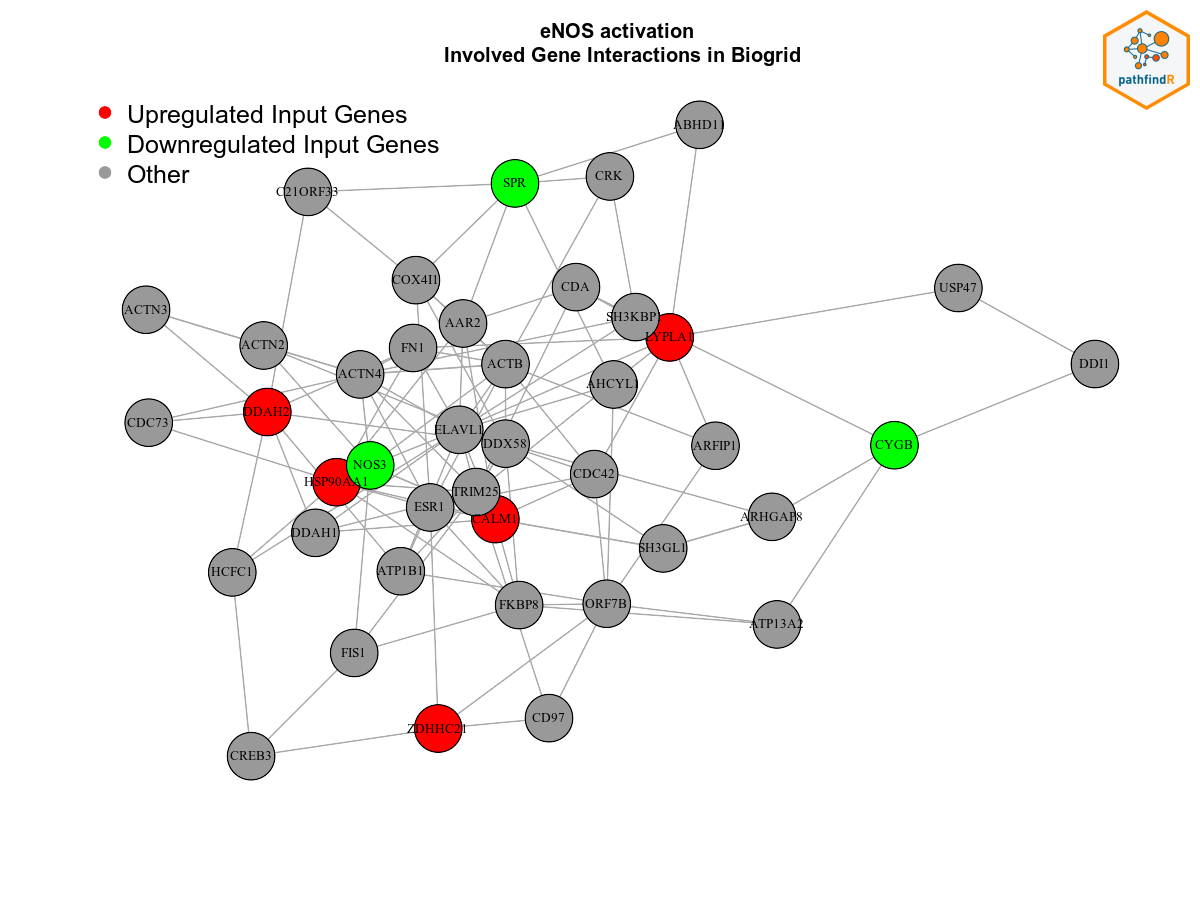 eNOS activation
Involved Gene Interactions in Biogrid
pathfindR
Upregulated Input Genes
Downregulated Input Genes
Other
ABHD11
CRK
SPR
C21ORF33
COX4I1
CDA
USP47
ACTN3
SH3KBP1
AAR2
LYPLA1
ACTN2
FN1
ACTB
DDI1
ACTN4
AHCYL1
DDAH2
CDC73
ELAVL1
DDX58
ARFIP1
CYGB
NOS3
CDC42
HSP90AA1
TRIM25
ESR1
CALM1
ARHGAP8
DDAH1
SH3GL1
HCFC1
ATP1B1
FKBP8
ORF7B
ATP13A2
FIS1
CD97
ZDHHC21
CREB3